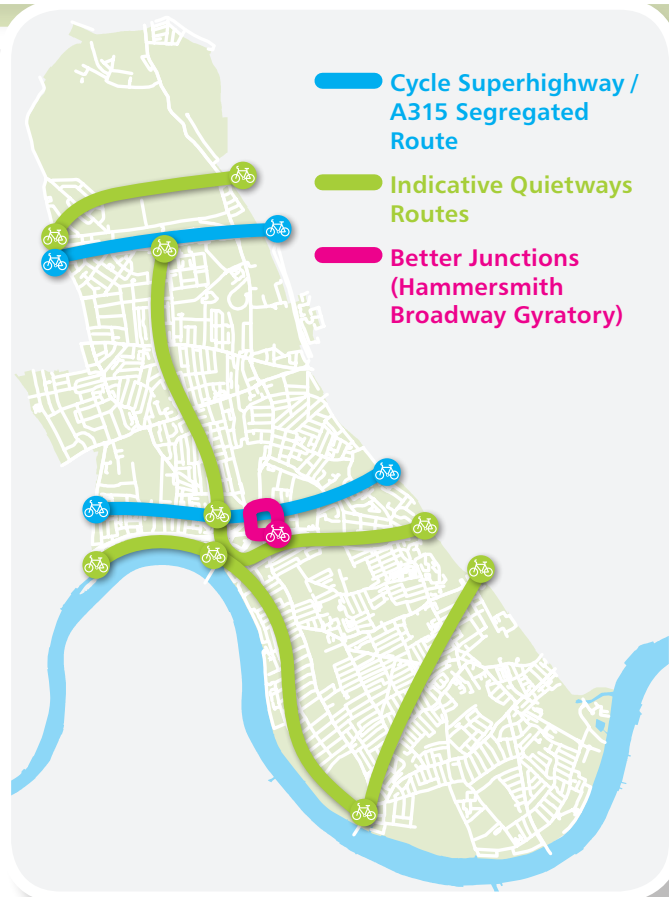 Cycle Superhighway /
A315 Segregated
Route
Indicative Quietways
Routes
Better Junctions
(Hammersmith
Broadway Gyratory)